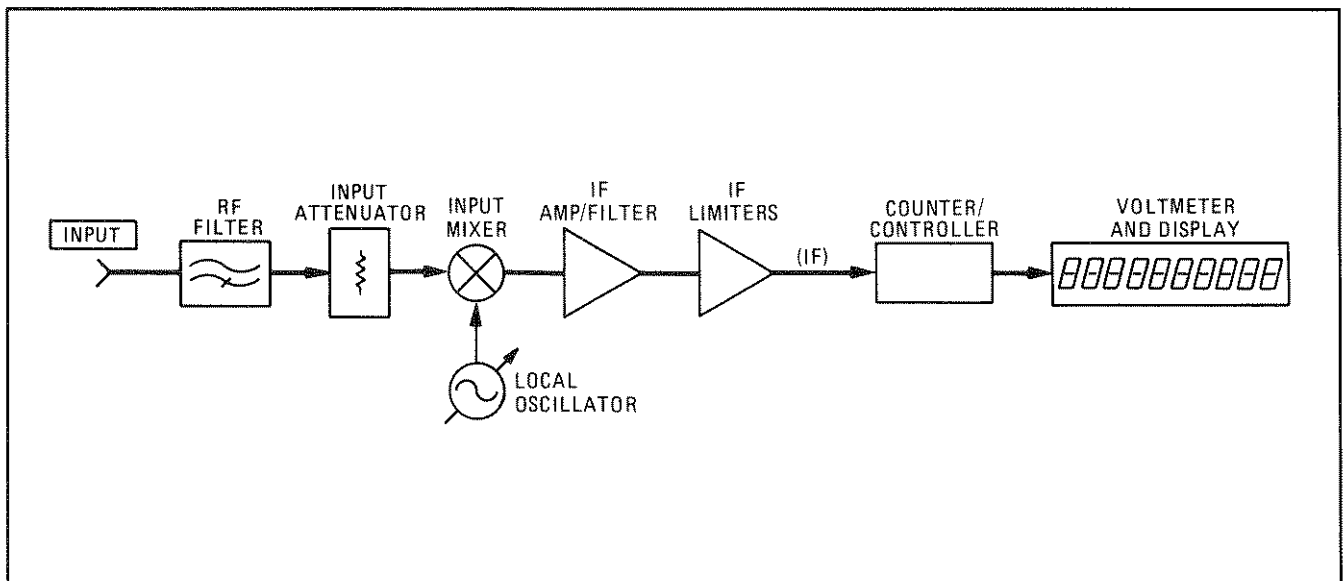 INPUT
RF
FILTER
INPUT
ATTENUATOR
INPUT
MIXER
LOCAL
OSCILLATOR
IF
AMP/FILTER
IF
LIMITERS
(IF)
COUNTER/
CONTROLLER
VOLTMETER
AND DISPLAY
8888888888